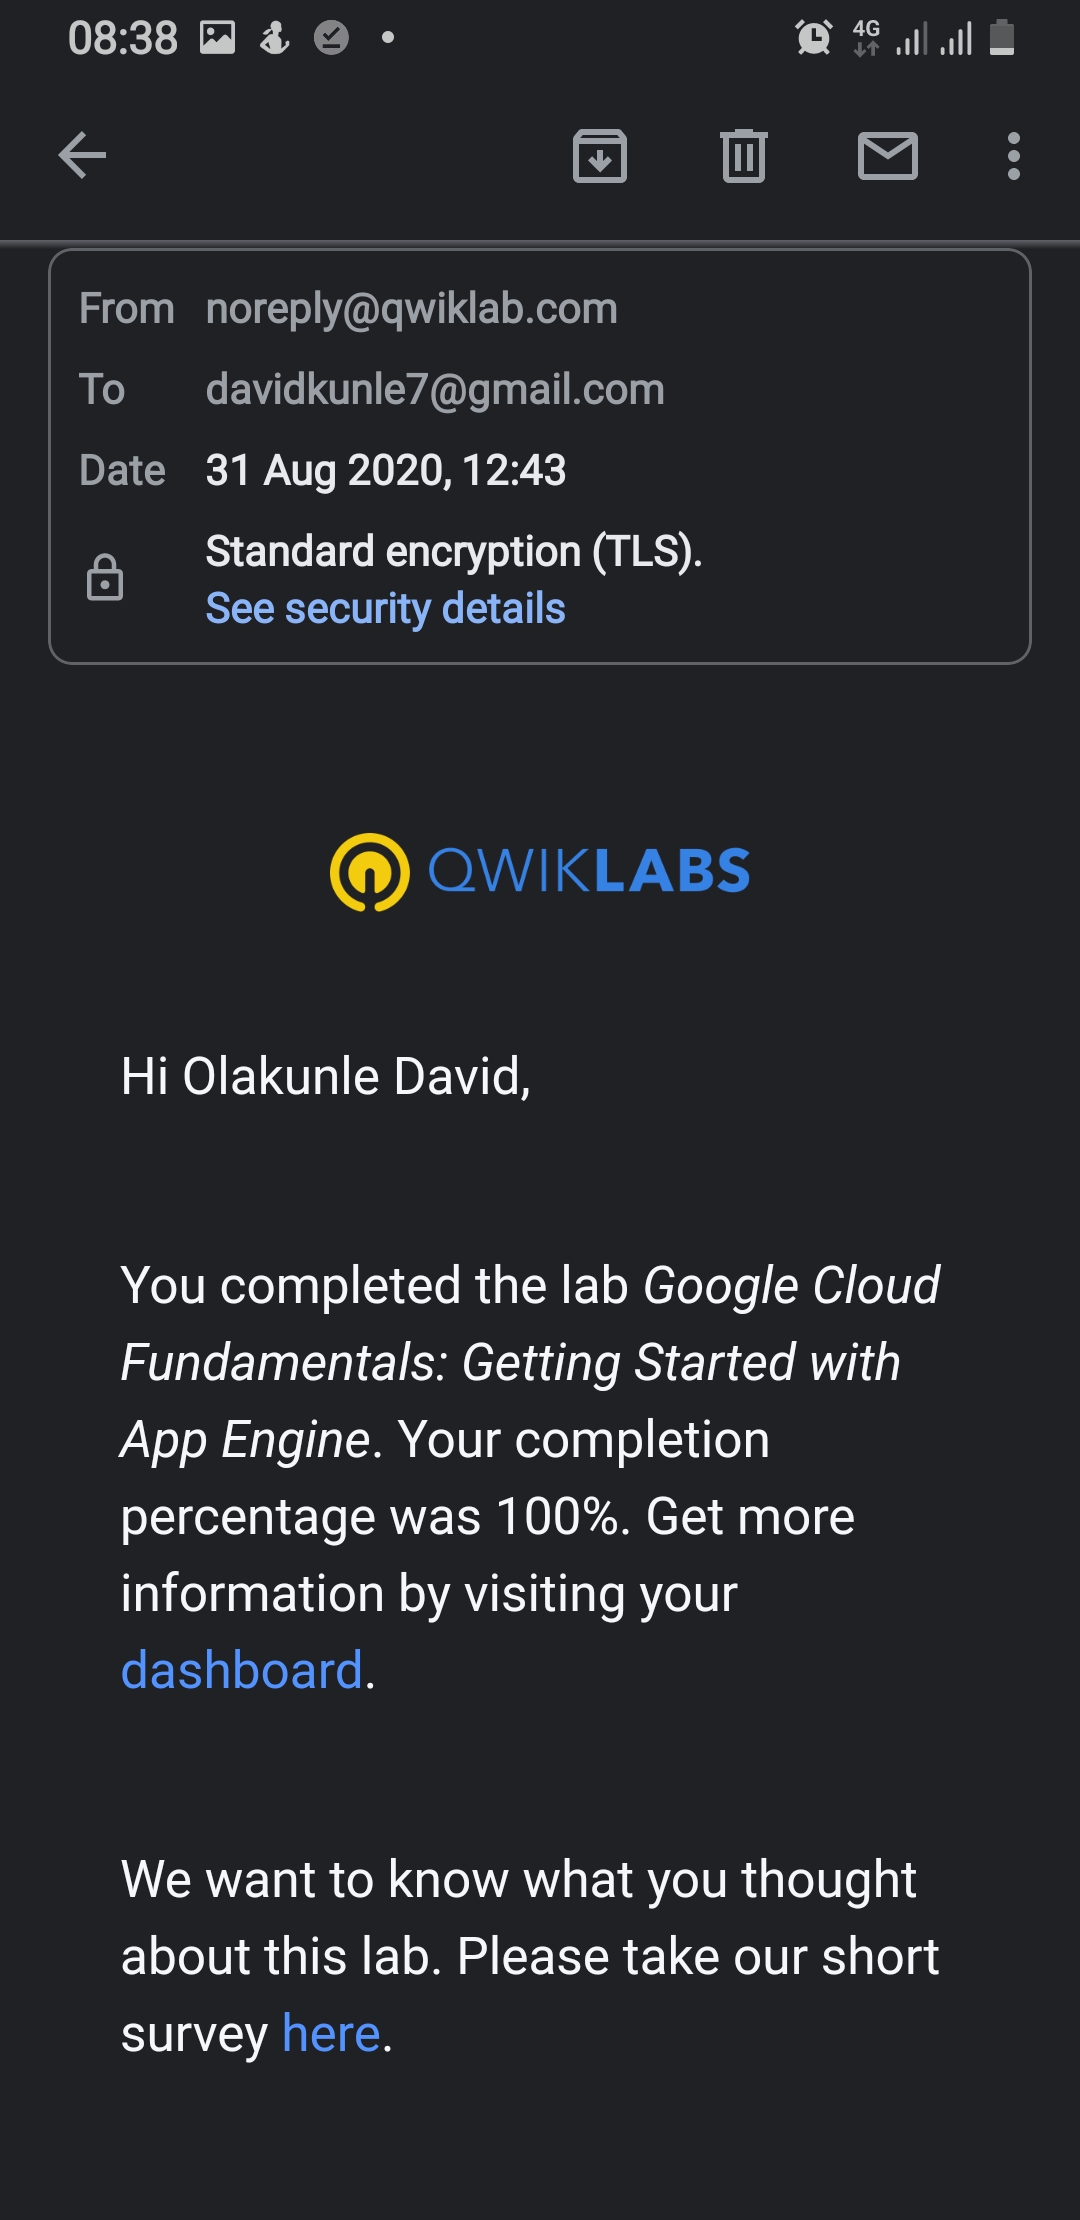 08:38
4G
From noreply@qwiklab.com
To davidkunle7@gmail.com
Date 31 Aug 2020, 12:43
Standard encryption (TLS).
See security details
QWIKLABS
Hi Olakunle David,
You completed the lab Google Cloud
Fundamentals: Getting Started with
App Engine. Your completion
percentage was 100%. Get more
information by visiting your
dashboard.
We want to know what you thought
about this lab. Please take our short
survey here.